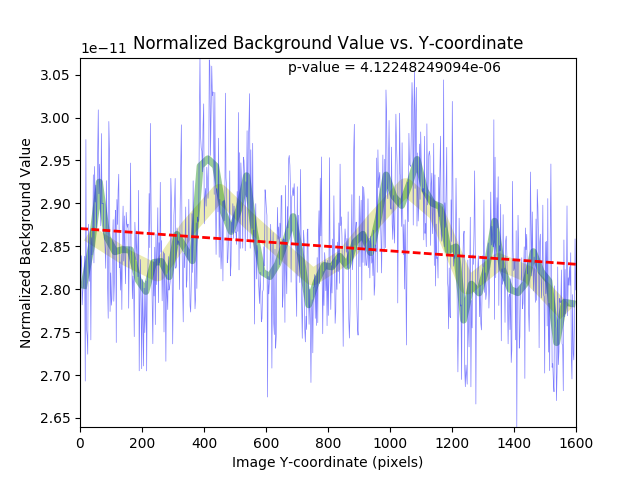 Normalized Background Value vs. Y-coordinate
1e−11
p-value = 4.12248249094e-06
3.05
3.00
2.95
2.90
2.85
2.80
2.75
2.70
2.65
Normalized Background Value
0 200 400 600 800 1000 1200 1400 1600
Image Y-coordinate (pixels)